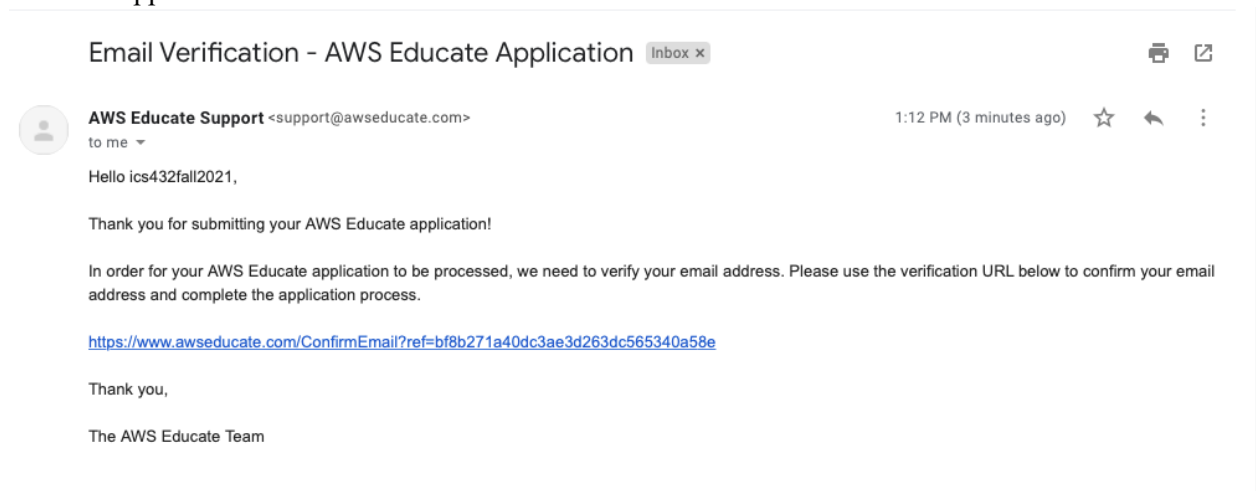 Email Verification - AWS Educate Application Inbox ×
AWS Educate Support <support@awseducate.com> 1:12 PM (3 minutes ago)
to me
Hello ics432fall2021,
Thank you for submitting your AWS Educate application!
In order for your AWS Educate application to be processed, we need to verify your email address. Please use the verification URL below to confirm your email
address and complete the application process.
https://www.awseducate.com/ConfirmEmail?ref=bf8b271a40dc3ae3d263dc565340a58e
Thank you,
The AWS Educate Team